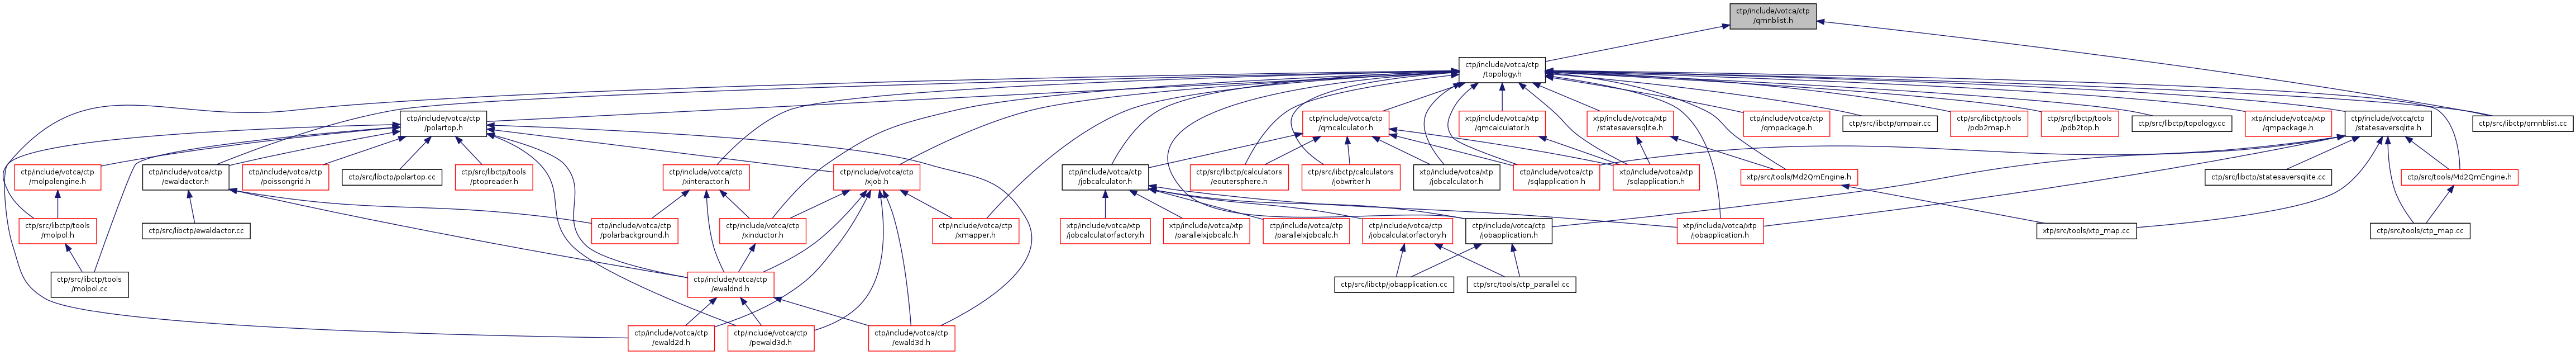 ctp/include/votca/ctp
/qmnblist.h
ctp/include/votca/ctp
/topology.h
ctp/include/votca/ctp
/polartop.h
ctp/include/votca/ctp
/qmcalculator.h
xtp/include/votca/xtp
/qmcalculator.h
xtp/include/votca/xtp
/statesaversqlite.h
ctp/include/votca/ctp
/qmpackage.h
ctp/src/libctp/qmpair.cc
ctp/src/libctp/tools
/pdb2map.h
ctp/src/libctp/tools
/pdb2top.h
ctp/src/libctp/topology.cc
xtp/include/votca/xtp
/qmpackage.h
ctp/include/votca/ctp
/statesaversqlite.h
ctp/src/libctp/qmnblist.cc
ctp/include/votca/ctp
/molpolengine.h
ctp/include/votca/ctp
/ewaldactor.h
ctp/include/votca/ctp
/poissongrid.h
ctp/src/libctp/polartop.cc
ctp/src/libctp/tools
/ptopreader.h
ctp/include/votca/ctp
/xinteractor.h
ctp/include/votca/ctp
/xjob.h
ctp/include/votca/ctp
/jobcalculator.h
ctp/src/libctp/calculators
/eoutersphere.h
ctp/src/libctp/calculators
/jobwriter.h
xtp/include/votca/xtp
/jobcalculator.h
ctp/include/votca/ctp
/sqlapplication.h
xtp/include/votca/xtp
/sqlapplication.h
xtp/src/tools/Md2QmEngine.h
ctp/src/libctp/statesaversqlite.cc
ctp/src/tools/Md2QmEngine.h
ctp/src/libctp/tools
/molpol.h
ctp/src/libctp/ewaldactor.cc
ctp/include/votca/ctp
/polarbackground.h
ctp/include/votca/ctp
/xinductor.h
ctp/include/votca/ctp
/xmapper.h
xtp/include/votca/xtp
/jobcalculatorfactory.h
xtp/include/votca/xtp
/parallelxjobcalc.h
ctp/include/votca/ctp
/parallelxjobcalc.h
ctp/include/votca/ctp
/jobcalculatorfactory.h
ctp/include/votca/ctp
/jobapplication.h
xtp/include/votca/xtp
/jobapplication.h
xtp/src/tools/xtp_map.cc
ctp/src/tools/ctp_map.cc
ctp/src/libctp/tools
/molpol.cc
ctp/include/votca/ctp
/ewaldnd.h
ctp/src/libctp/jobapplication.cc
ctp/src/tools/ctp_parallel.cc
ctp/include/votca/ctp
/ewald2d.h
ctp/include/votca/ctp
/pewald3d.h
ctp/include/votca/ctp
/ewald3d.h